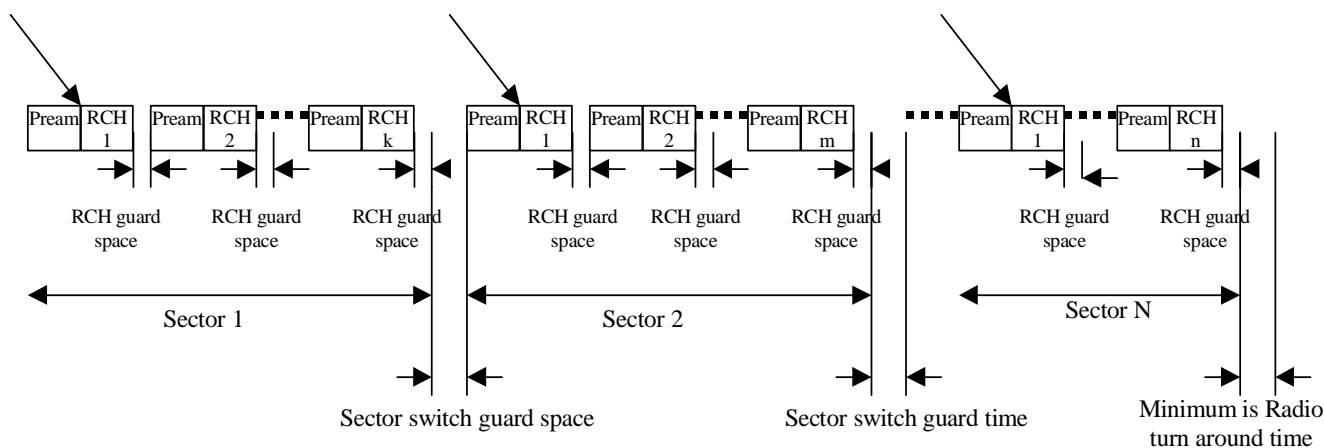 Pream RCH 1 Pream RCH 2 Pream RCH k Pream RCH 1 Pream RCH 2 Pream RCH m Pream RCH 1 Pream RCH n
RCH guard space RCH guard space RCH guard space RCH guard space RCH guard space RCH guard space RCH guard space RCH guard space
Sector 1 Sector 2 Sector N
Sector switch guard space Sector switch guard time Minimum is Radio turn around time